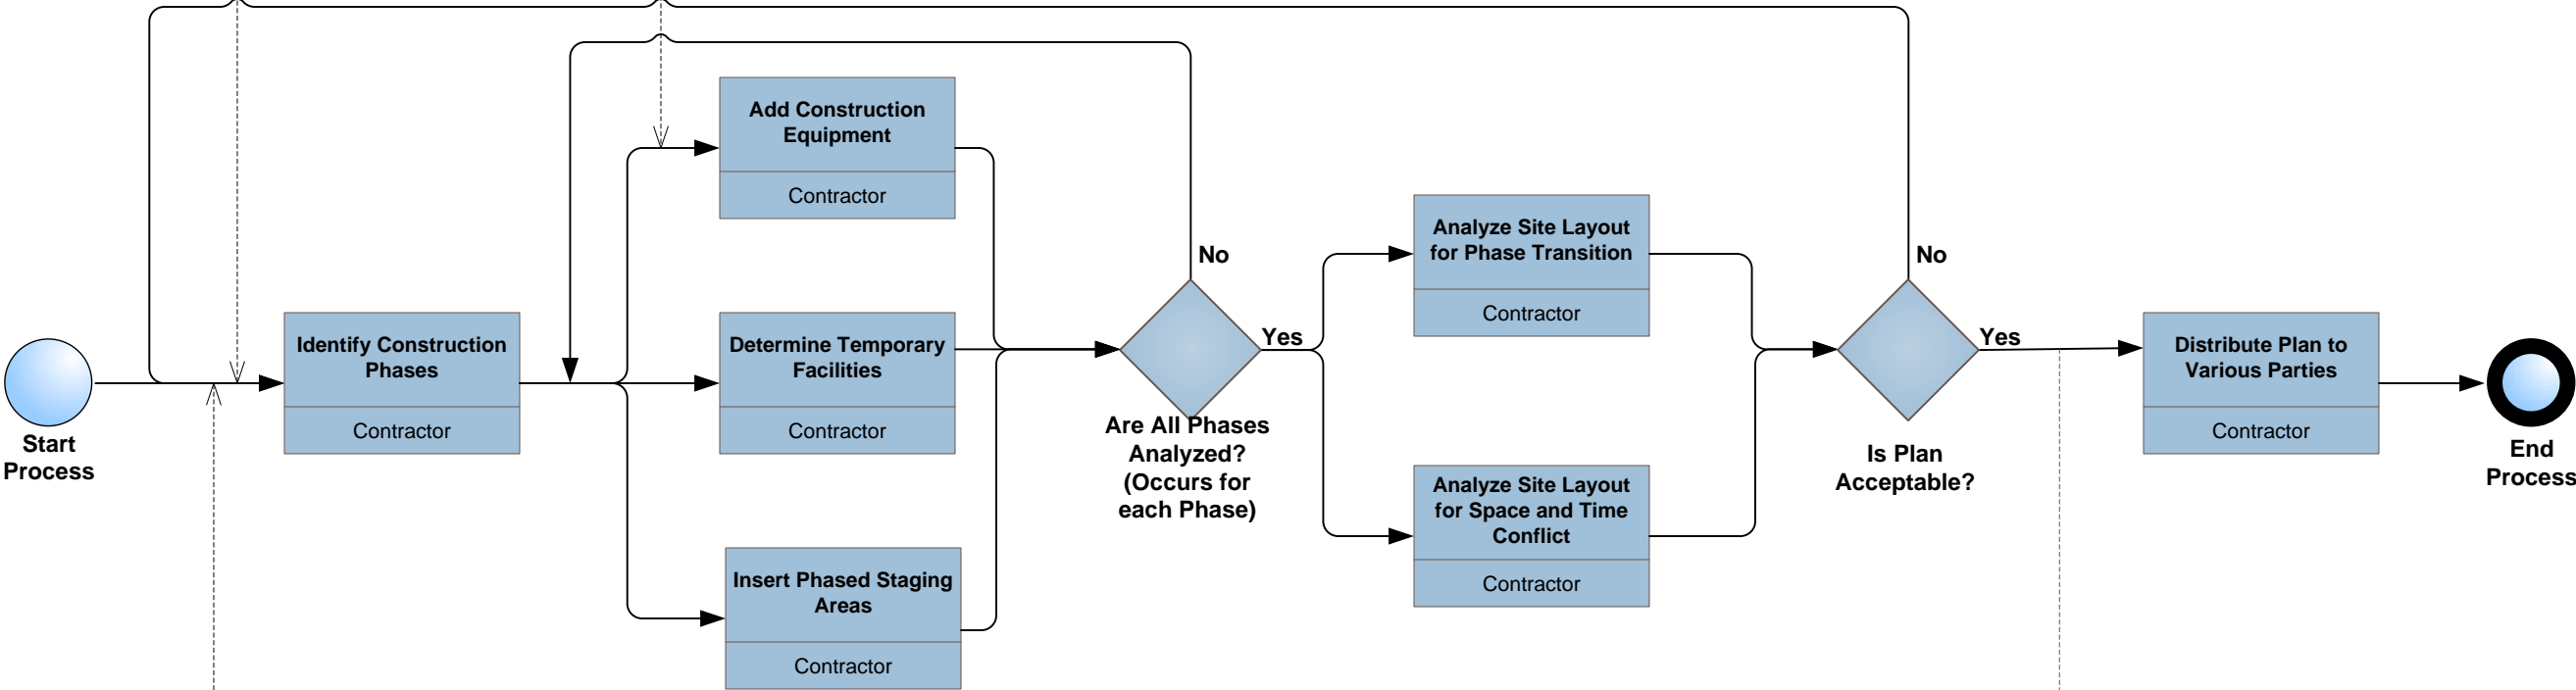 Start
Process
Identify Construction
Phases
Contractor
Add Construction
Equipment
Contractor
Determine Temporary
Facilities
Contractor
Insert Phased Staging
Areas
Contractor
No
Yes
Are All Phases
Analyzed?
(Occurs for
each Phase)
Analyze Site Layout
for Phase Transition
Contractor
Analyze Site Layout
for Space and Time
Conflict
Contractor
No
Yes
Is Plan
Acceptable?
Distribute Plan to
Various Parties
Contractor
End
Process